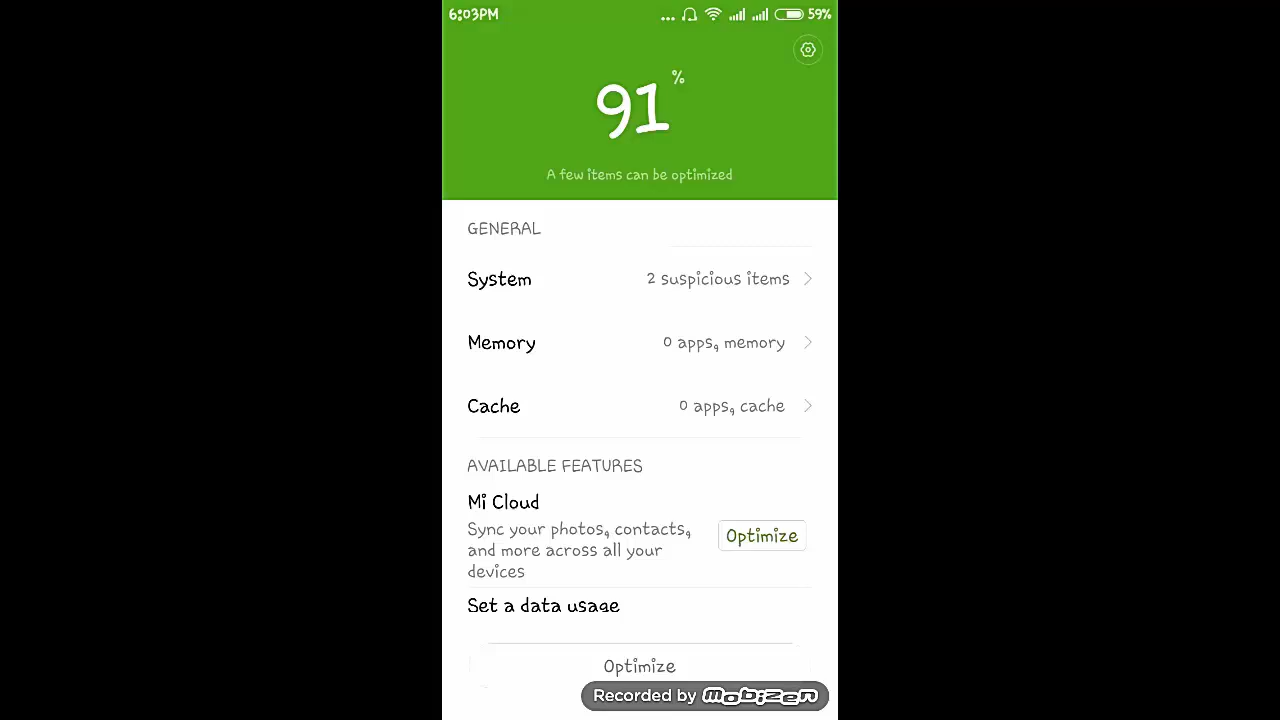 6:03PM ... 59%
91%
A few items can be optimized
GENERAL
System 2 suspicious items
Memory 0 apps, memory
Cache 0 apps, cache
AVAILABLE FEATURES
Mi Cloud
Sync your photos, contacts,
and more across all your
devices
Optimize
Set a data usage
Optimize
Recorded by mobizen